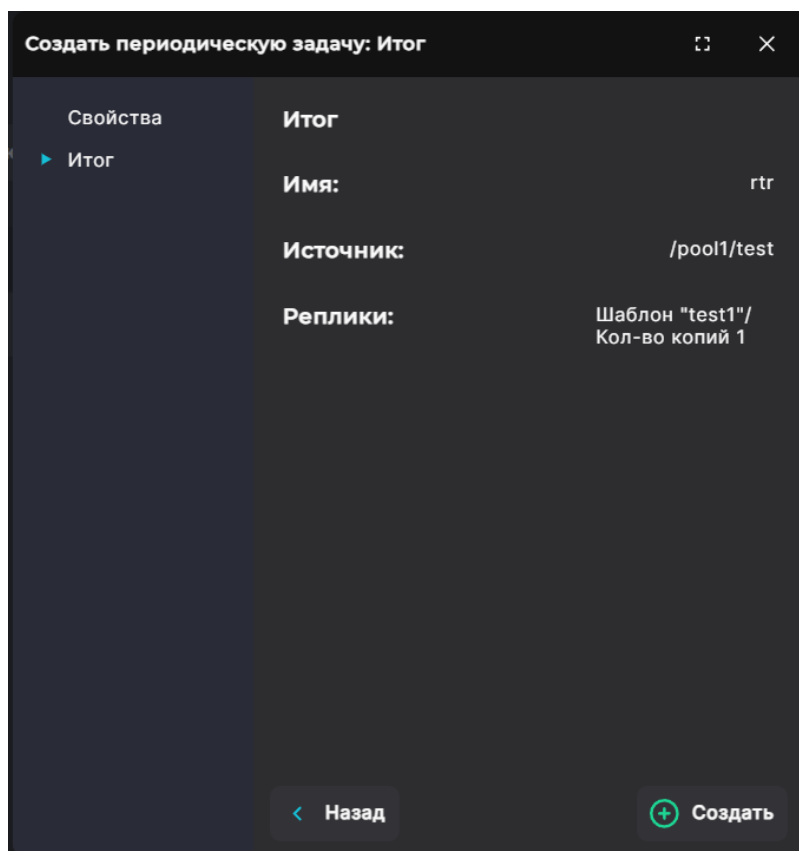 Создать периодическую задачу: Итог
Свойства
Итог
Итог
Имя: rtr
Источник: /pool1/test
Реплики: Шаблон "test1"/
Кол-во копий 1
Назад
Создать